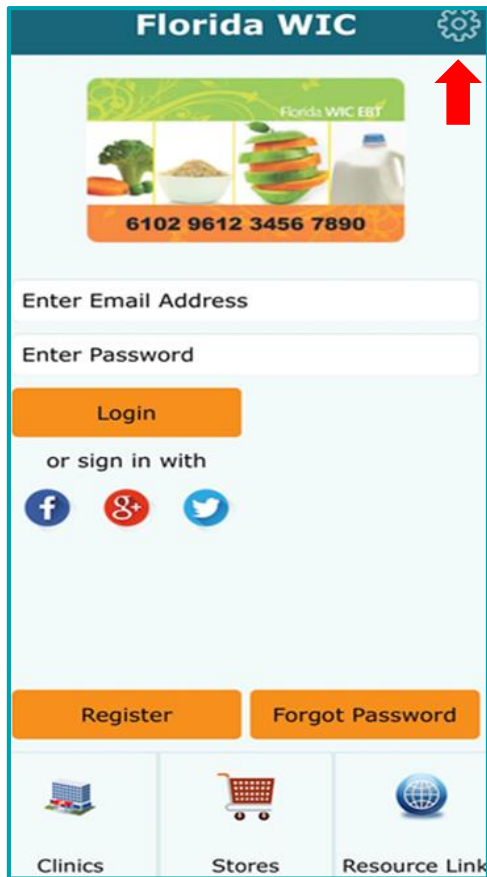 Florida WIC
Florida WIC EBT
6102 9612 3456 7890
Enter Email Address
Enter Password
Login
or sign in with
f 8+
Register Forgot Password
Clinics Stores Resource Link